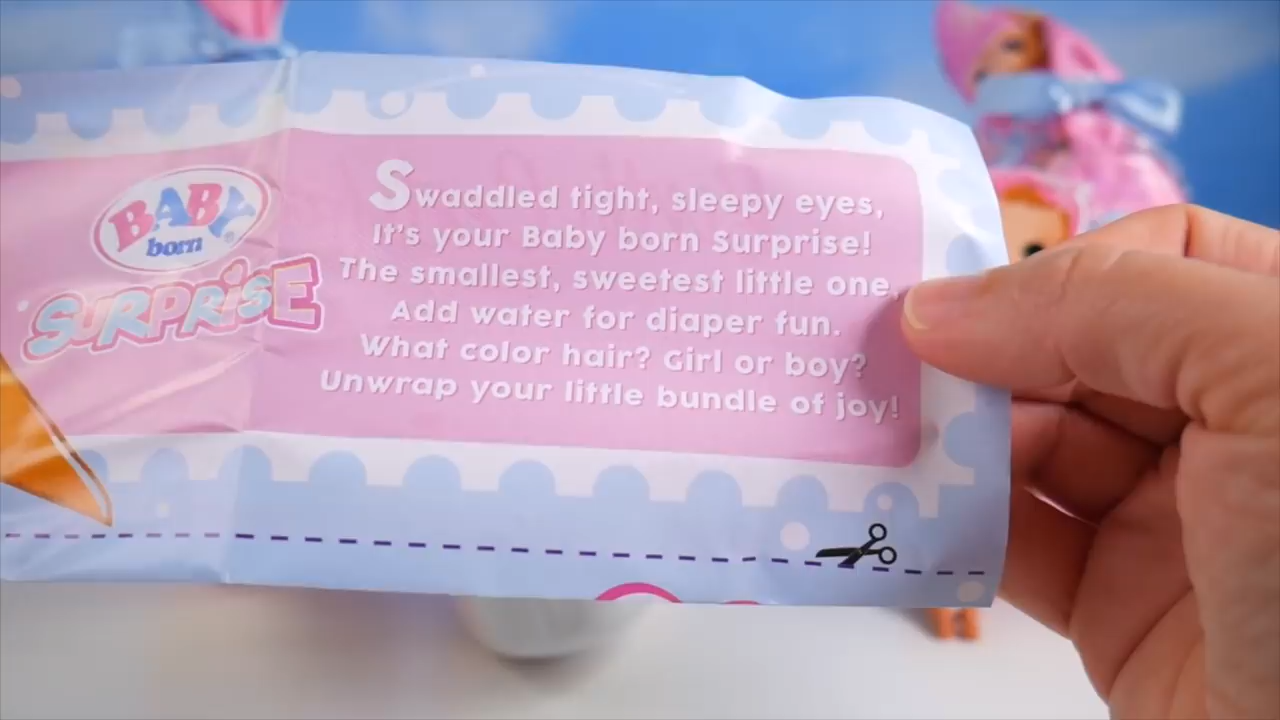 BABY
born
SURPRISE
Swaddled tight, sleepy eyes,
It's your Baby born Surprise!
The smallest, sweetest little one,
Add water for diaper fun.
What color hair? Girl or boy?
Unwrap your little bundle of joy!